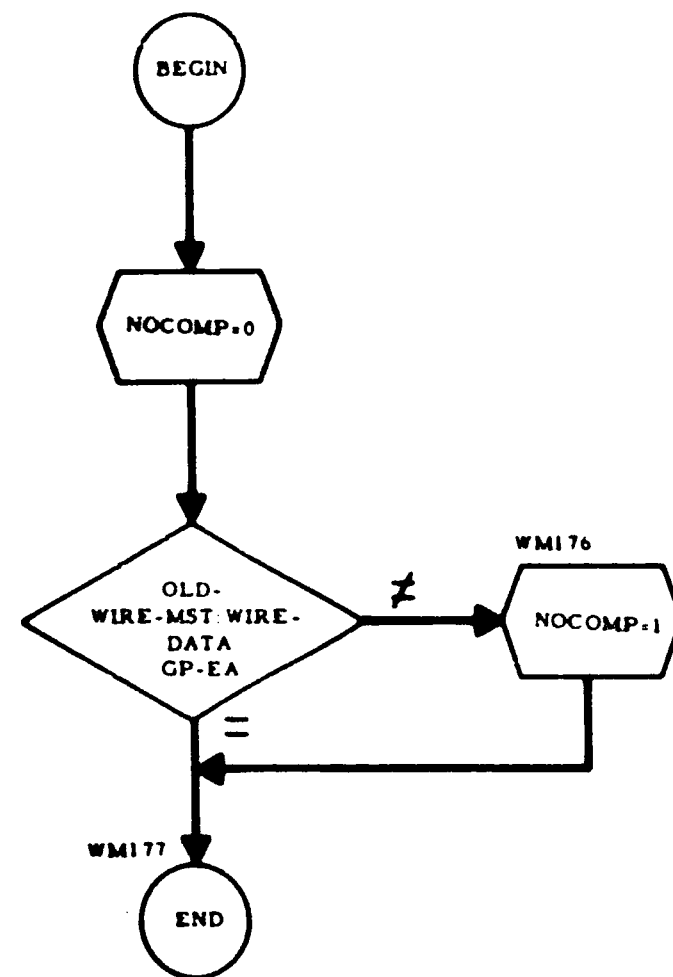 BEGIN
NOCOMP=0
OLD-
WIRE-MST:WIRE-
DATA
GP-EA
≠
WM176
NOCOMP=1
=
WM177
END